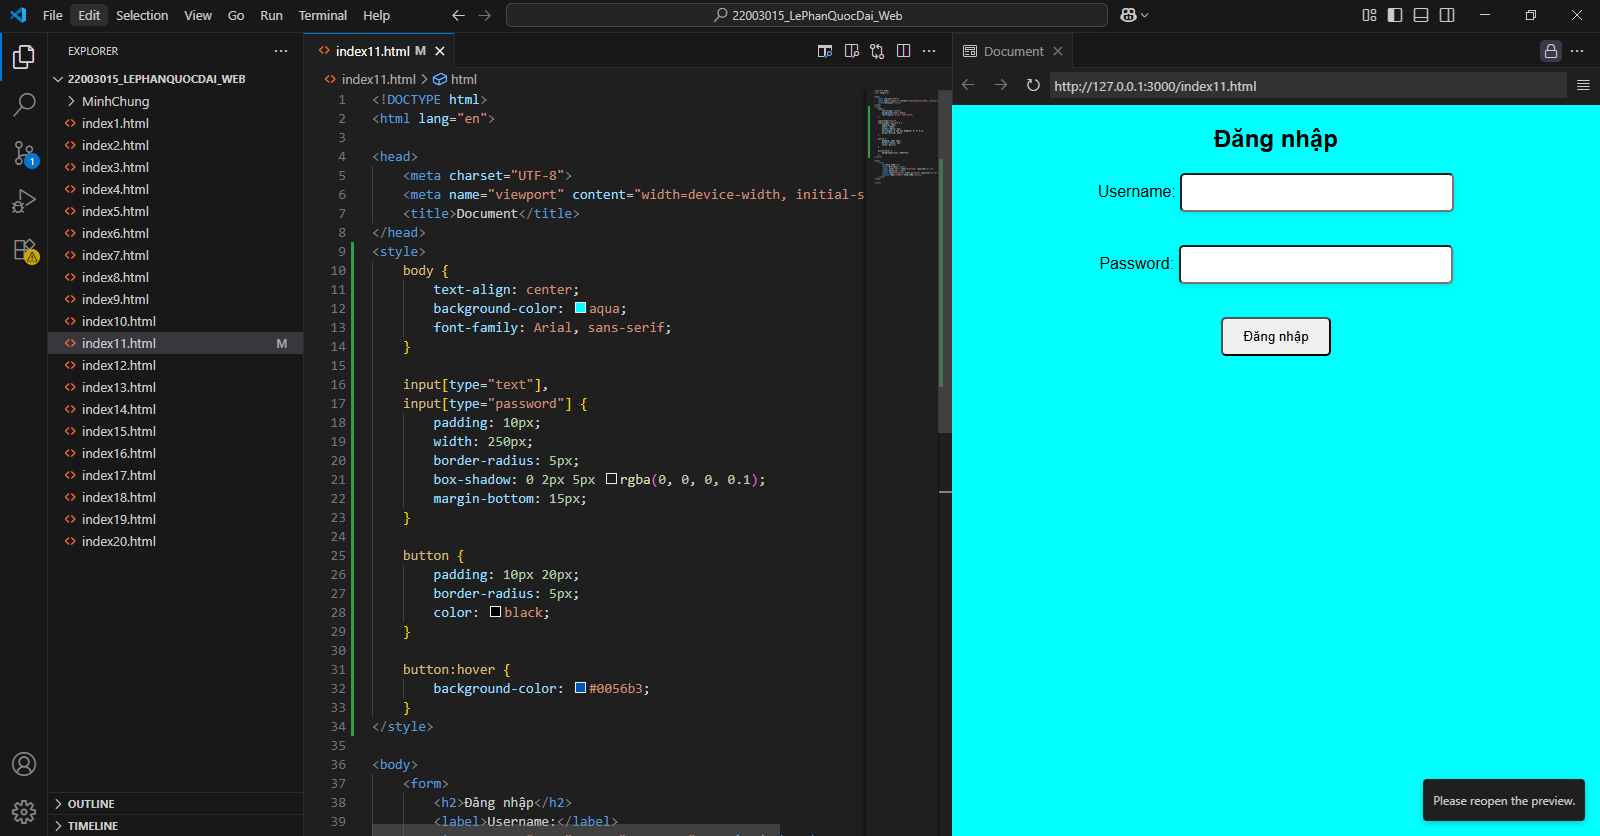 File Edit Selection View Go Run Terminal Help
22003015_LePhanQuocDai_Web
EXPLORER
22003015_LEPHANQUOCDAI_WEB
MinhChung
index1.html
index2.html
index3.html
index4.html
index5.html
index6.html
index7.html
index8.html
index9.html
index10.html
index11.html M
index12.html
index13.html
index14.html
index15.html
index16.html
index17.html
index18.html
index19.html
index20.html
OUTLINE
TIMELINE
1
index11.html M
index11.html > html
1 <!DOCTYPE html>
2 <html lang="en">
3
4 <head>
5 <meta charset="UTF-8">
6 <meta name="viewport" content="width=device-width, initial-s
7 <title>Document</title>
8 </head>
9 <style>
10 body {
11 text-align: center;
12 background-color: aqua;
13 font-family: Arial, sans-serif;
14 }
15
16 input[type="text"],
17 input[type="password"] {
18 padding: 10px;
19 width: 250px;
20 border-radius: 5px;
21 box-shadow: 0 2px 5px rgba(0, 0, 0, 0.1);
22 margin-bottom: 15px;
23 }
24
25 button {
26 padding: 10px 20px;
27 border-radius: 5px;
28 color: black;
29 }
30
31 button:hover {
32 background-color: #0056b3;
33 }
34 </style>
35
36 <body>
37 <form>
38 <h2>Đăng nhập</h2>
39 <label>Username:</label>
Document
http://127.0.0.1:3000/index11.html
Đăng nhập
Username:
Password:
Đăng nhập
Please reopen the preview.